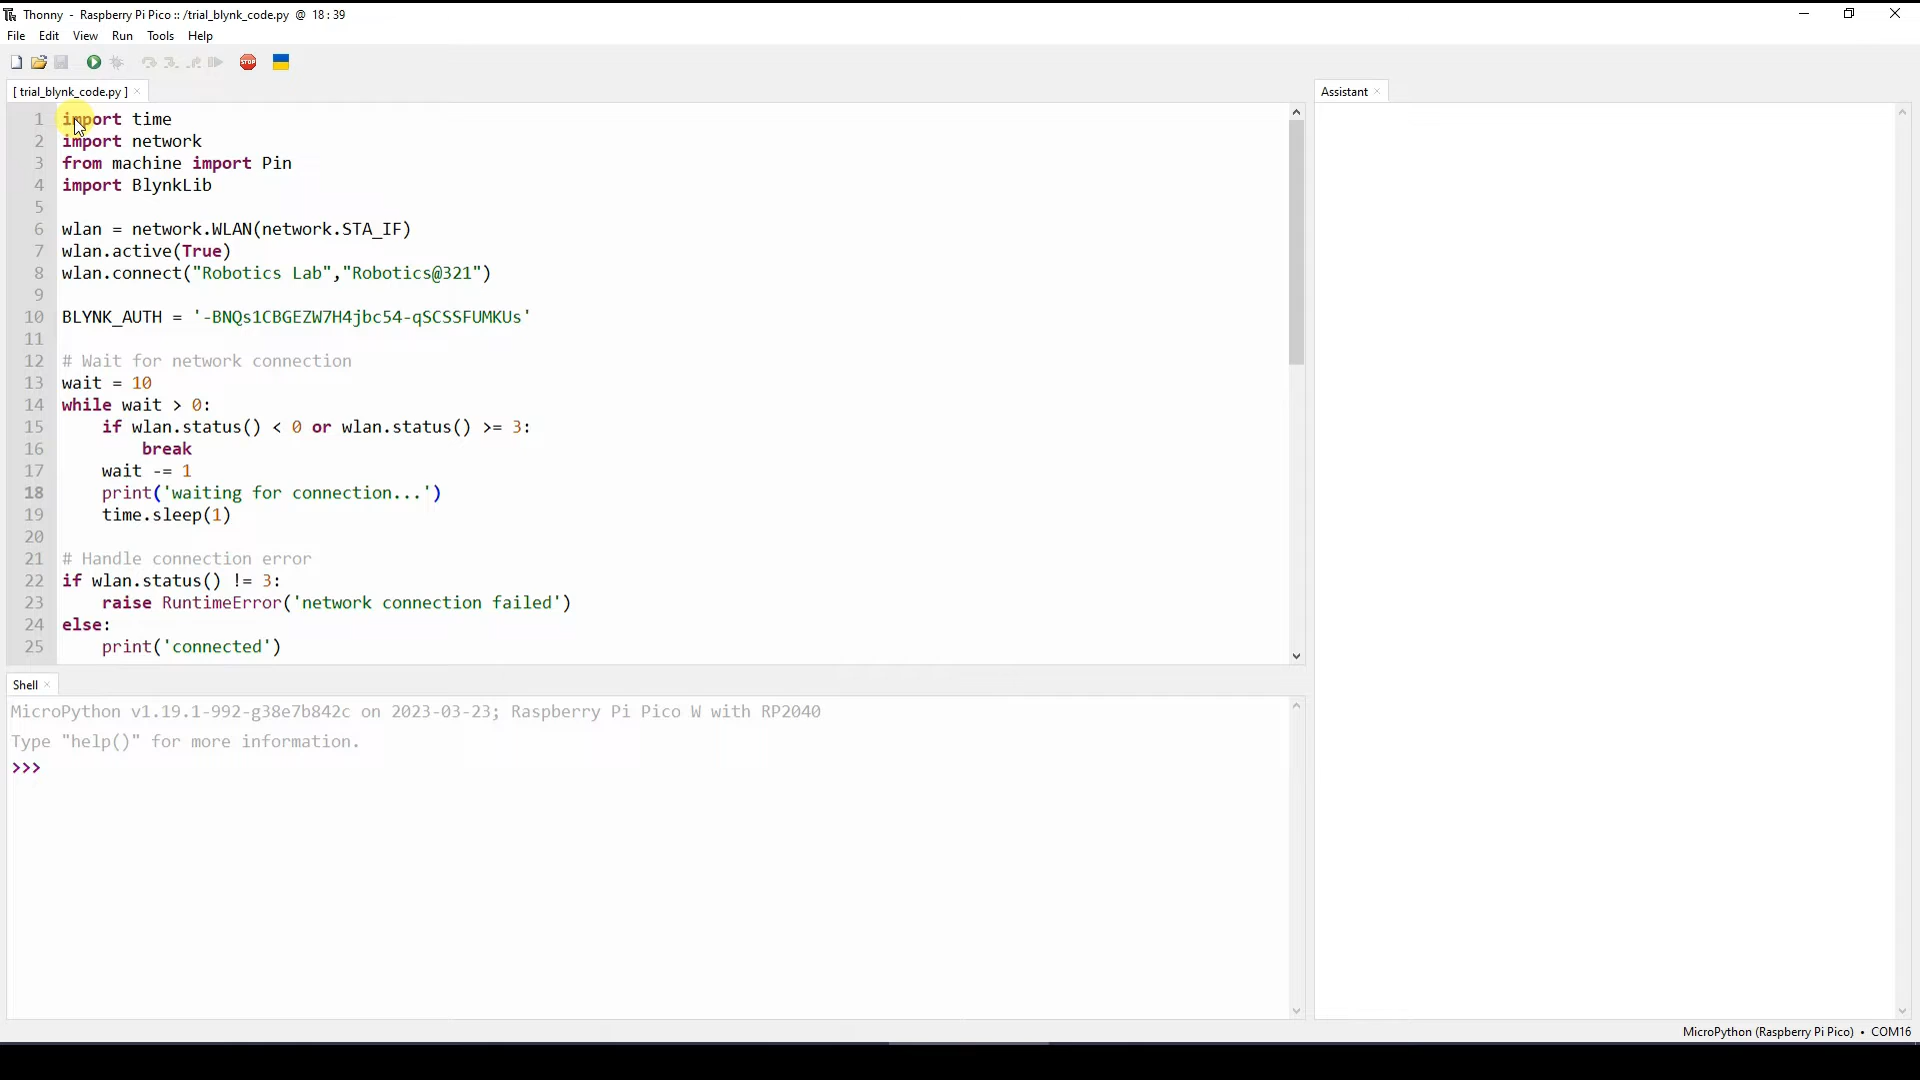 Thonny - Raspberry Pi Pico :: /trial_blynk_code.py @ 18 : 39
File Edit View Run Tools Help
STOP
[ trial_blynk_code.py ] ×
Assistant ×
1 import time
2 import network
3 from machine import Pin
4 import BlynkLib
5
6 wlan = network.WLAN(network.STA_IF)
7 wlan.active(True)
8 wlan.connect("Robotics Lab","Robotics@321")
9
10 BLYNK_AUTH = '-BNQs1CBGEZW7H4jbc54-qSCSSFUMKUs'
11
12 # Wait for network connection
13 wait = 10
14 while wait > 0:
15     if wlan.status() < 0 or wlan.status() >= 3:
16         break
17     wait -= 1
18     print('waiting for connection...')
19     time.sleep(1)
20
21 # Handle connection error
22 if wlan.status() != 3:
23     raise RuntimeError('network connection failed')
24 else:
25     print('connected')
Shell ×
MicroPython v1.19.1-992-g38e7b842c on 2023-03-23; Raspberry Pi Pico W with RP2040
Type "help()" for more information.
>>>
MicroPython (Raspberry Pi Pico) • COM16